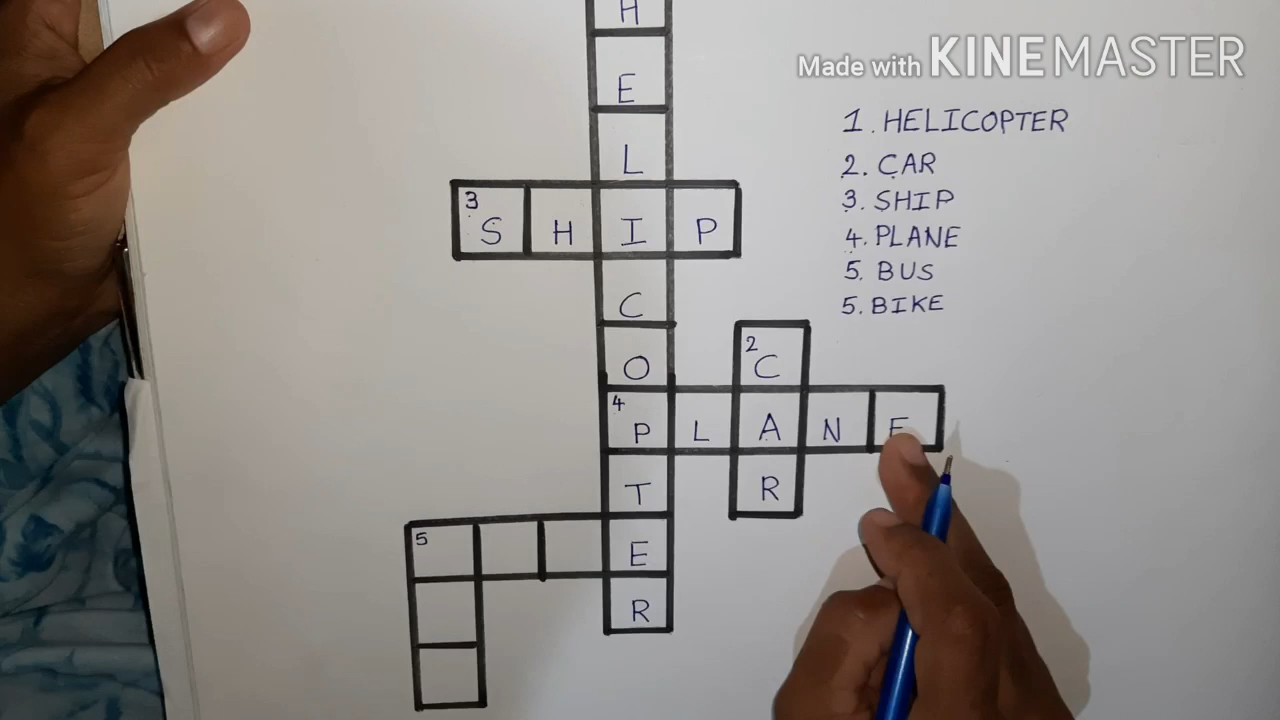 Made with KINEMASTER
1. HELICOPTER
2. CAR
3. SHIP
4. PLANE
5. BUS
5. BIKE
H
E
L
3
S H I P
C
O
2
C
4
P L A N E
T
R
5
E
R